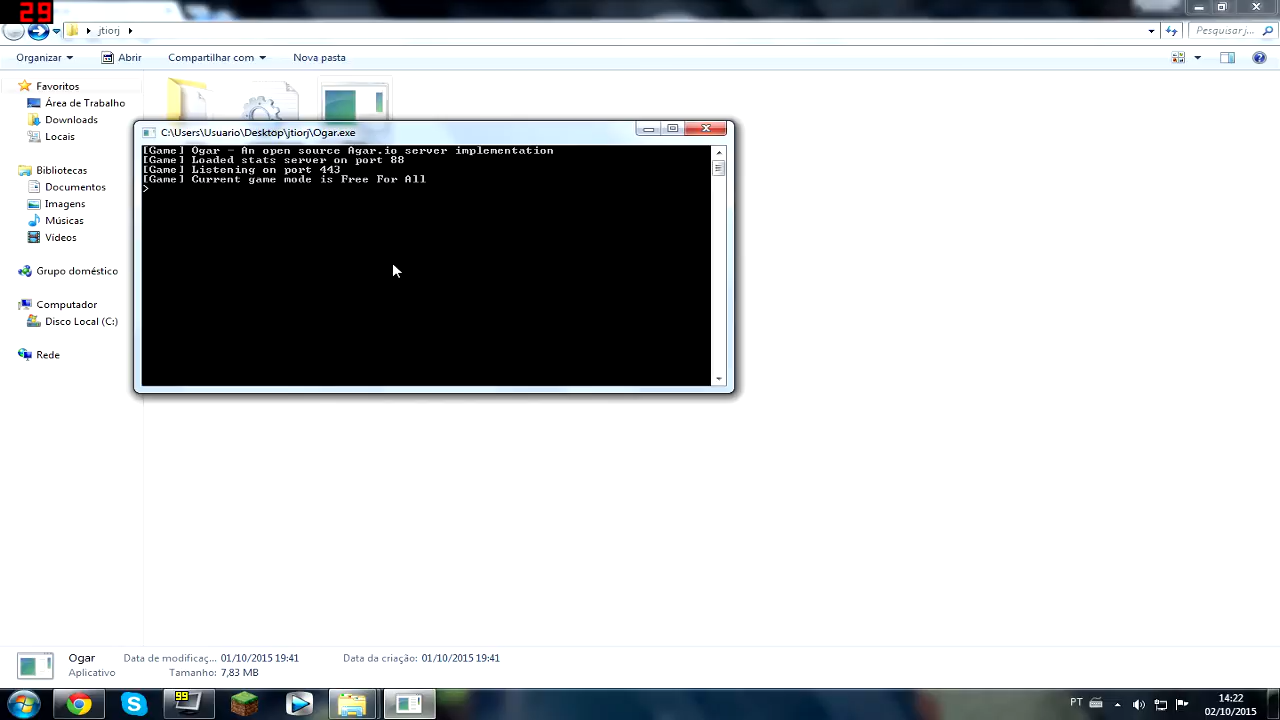 29
jtiorj
Pesquisar j...
Organizar
Abrir
Compartilhar com
Nova pasta
Favoritos
Área de Trabalho
Downloads
Locais
Bibliotecas
Documentos
Imagens
Músicas
Vídeos
Grupo doméstico
Computador
Disco Local (C:)
Rede
C:\Users\Usuario\Desktop\jtiorj\Ogar.exe
[Game] Ogar - An open source Agar.io server implementation
[Game] Loaded stats server on port 88
[Game] Listening on port 443
[Game] Current game mode is Free For All
>
Ogar
Data de modificaç... 01/10/2015 19:41
Data da criação: 01/10/2015 19:41
Aplicativo
Tamanho: 7,83 MB
99
PT
14:22
02/10/2015